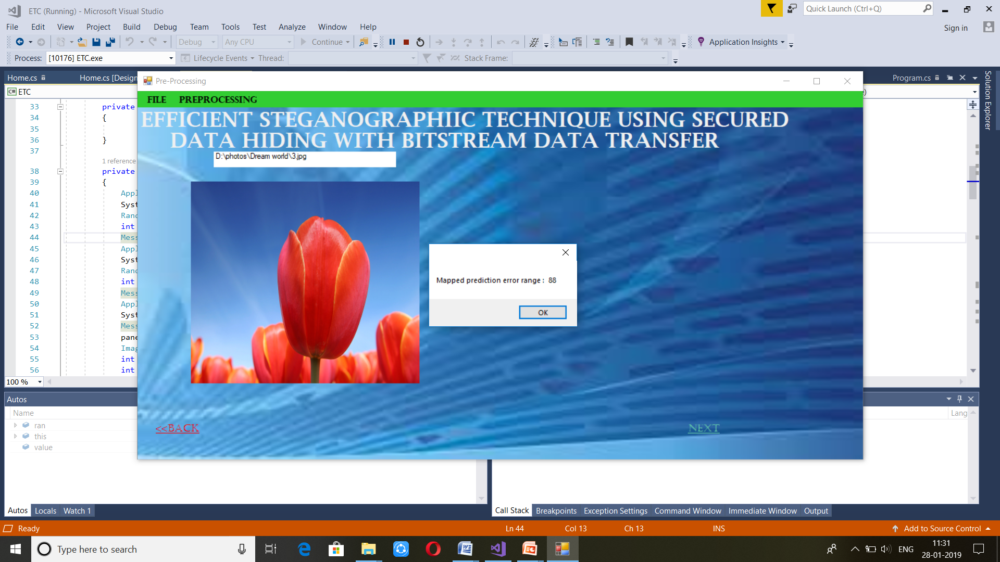 ETC (Running) - Microsoft Visual Studio
Quick Launch (Ctrl+Q)
File Edit View Project Build Debug Team Tools Test Analyze Window Help
Sign in
Debug Any CPU Continue Application Insights
Process: [10176] ETC.exe Lifecycle Events Thread: Stack Frame:
Home.cs Home.cs [Design Program.cs
Solution Explorer
C# ETC
33 private
34 {
35
36 }
37
1 reference
38 private
39 {
40 Appl
41 Syst
42 Rand
43 int
44 Mess
45 Appl
46 Syst
47 Rand
48 int
49 Mess
50 Appl
51 Syst
52 Mess
53 pane
54 Imag
55 int
56 int
100 %
Pre-Processing
FILE PREPROCESSING
EFFICIENT STEGANOGRAPHIIC TECHNIQUE USING SECURED
DATA HIDING WITH BITSTREAM DATA TRANSFER
D:\photos\Dream world\3.jpg
Mapped prediction error range : 88
OK
<<BACK
NEXT
Autos
Name
Lang
ran
this
value
Autos Locals Watch 1
Call Stack Breakpoints Exception Settings Command Window Immediate Window Output
Ready Ln 44 Col 13 Ch 13 INS Add to Source Control
Type here to search
ENG
11:31
28-01-2019